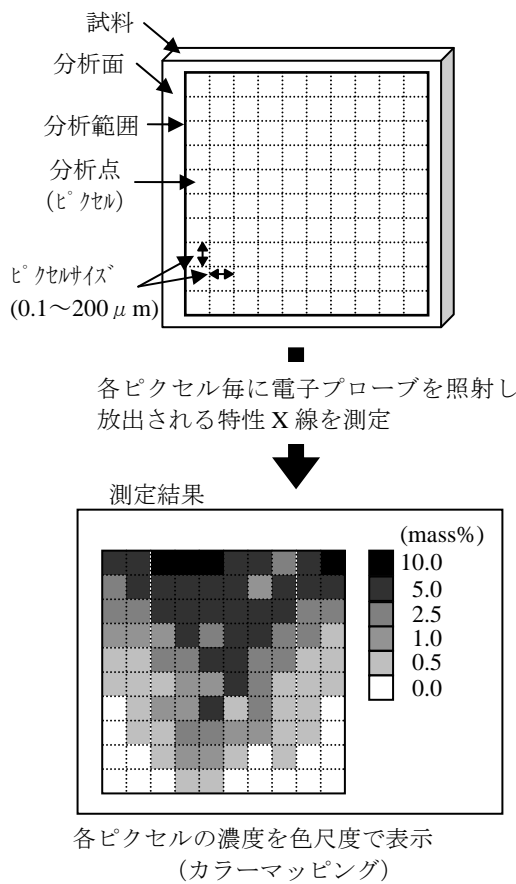 試料
分析面
分析範囲
分析点
(ﾋﾟｸｾﾙ)
ﾋﾟｸｾﾙｻｲｽﾞ
(0.1～200μm)
各ピクセル毎に電子プローブを照射し
放出される特性X線を測定
測定結果
(mass%)
10.0
5.0
2.5
1.0
0.5
0.0
各ピクセルの濃度を色尺度で表示
（カラーマッピング）